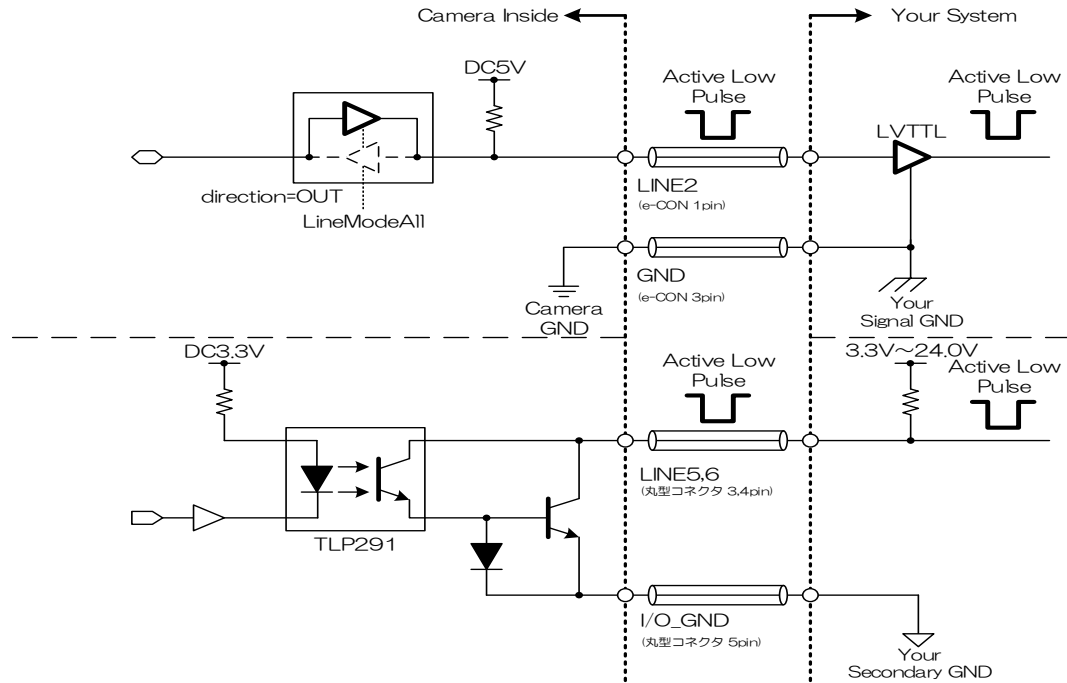 Camera Inside
Your System
DC5V
Active Low
Pulse
Active Low
Pulse
LVTTL
direction=OUT
LineModeAll
LINE2
(e-CON 1pin)
GND
(e-CON 3pin)
Camera
GND
Your
Signal GND
DC3.3V
3.3V～24.0V
Active Low
Pulse
Active Low
Pulse
LINE5,6
(丸型コネクタ 3,4pin)
TLP291
I/O_GND
(丸型コネクタ 5pin)
Your
Secondary GND